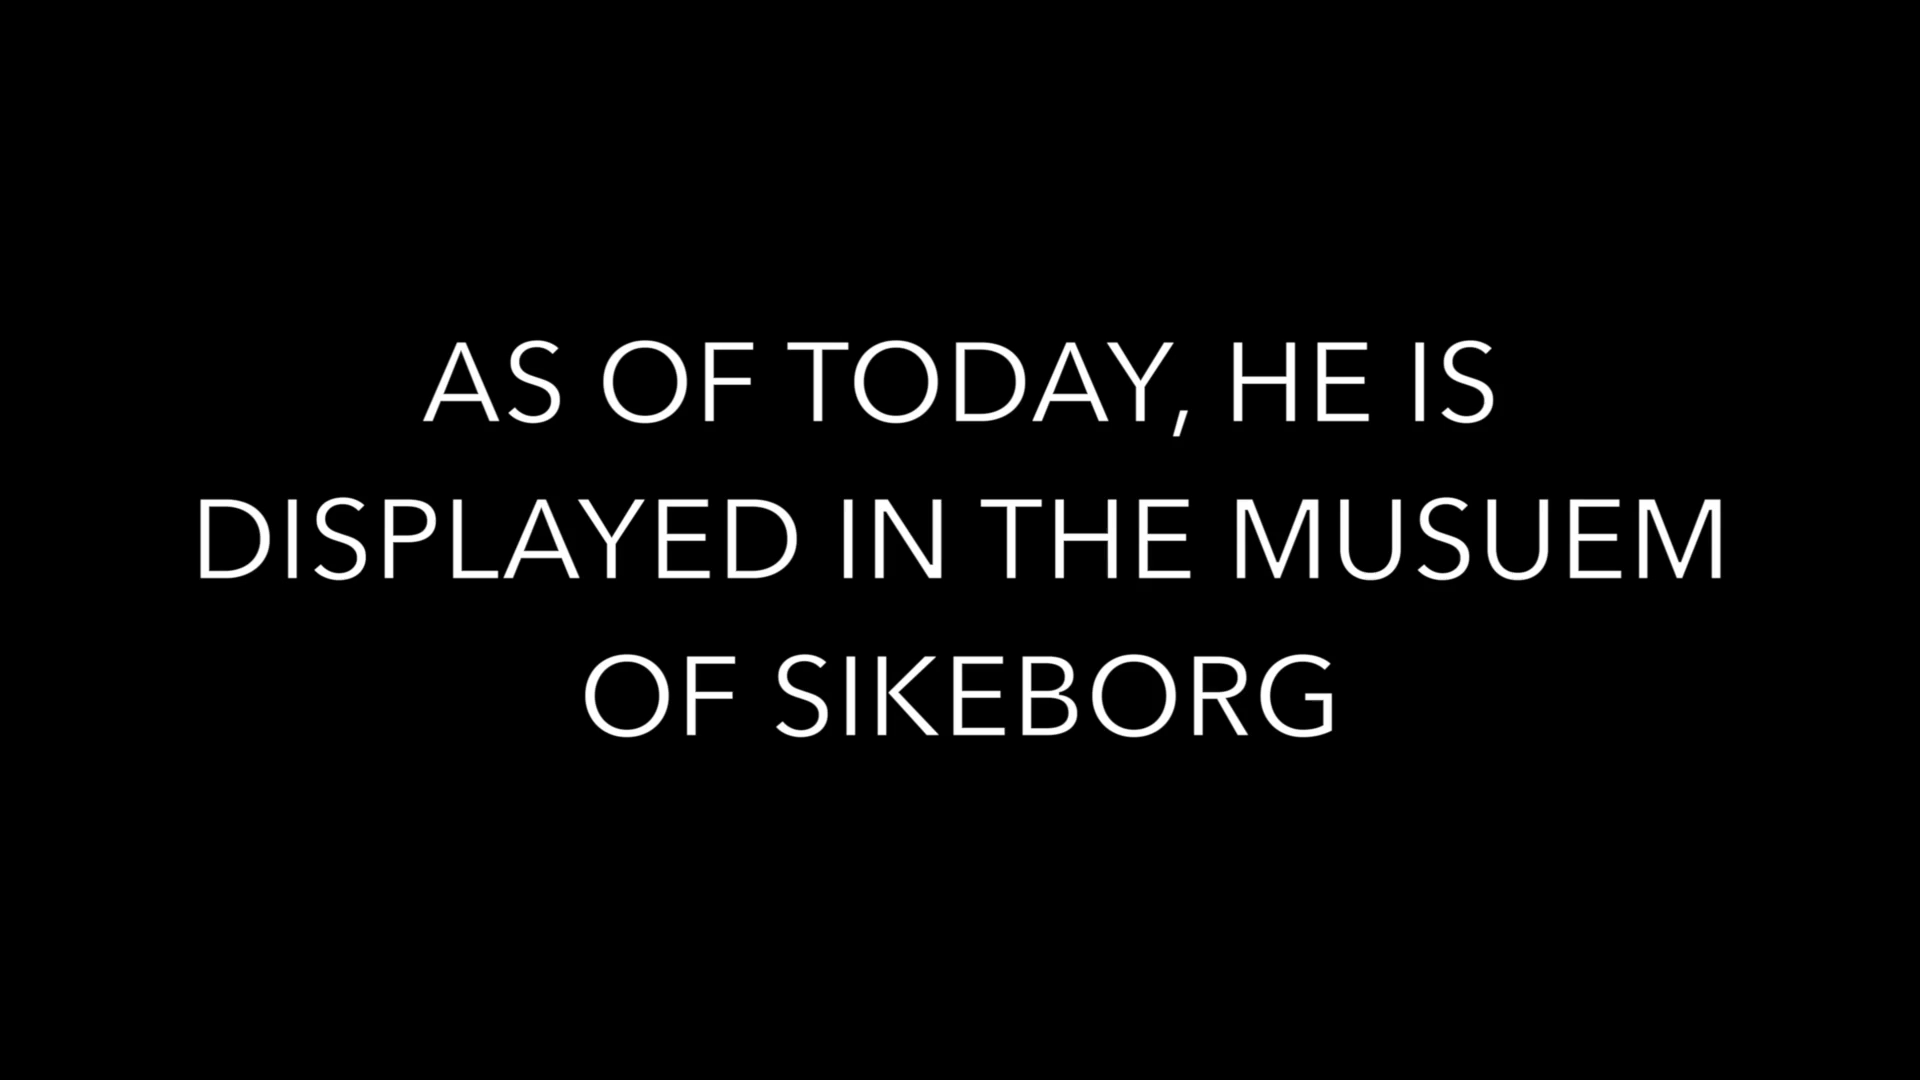 AS OF TODAY, HE IS
DISPLAYED IN THE MUSUEM
OF SIKEBORG